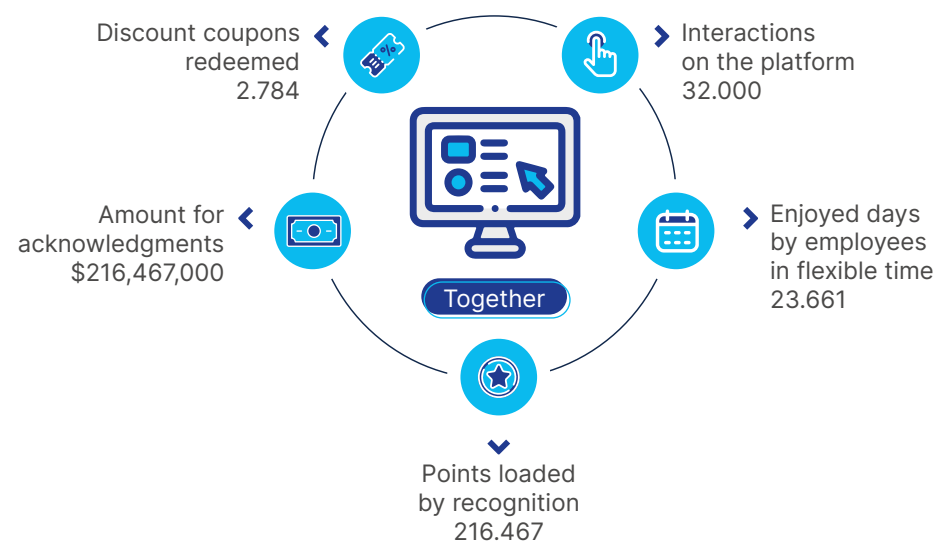 Discount coupons
redeemed
2.784
Interactions
on the platform
32.000
Amount for
acknowledgments
$216,467,000
Enjoyed days
by employees
in flexible time
23.661
Together
Points loaded
by recognition
216.467